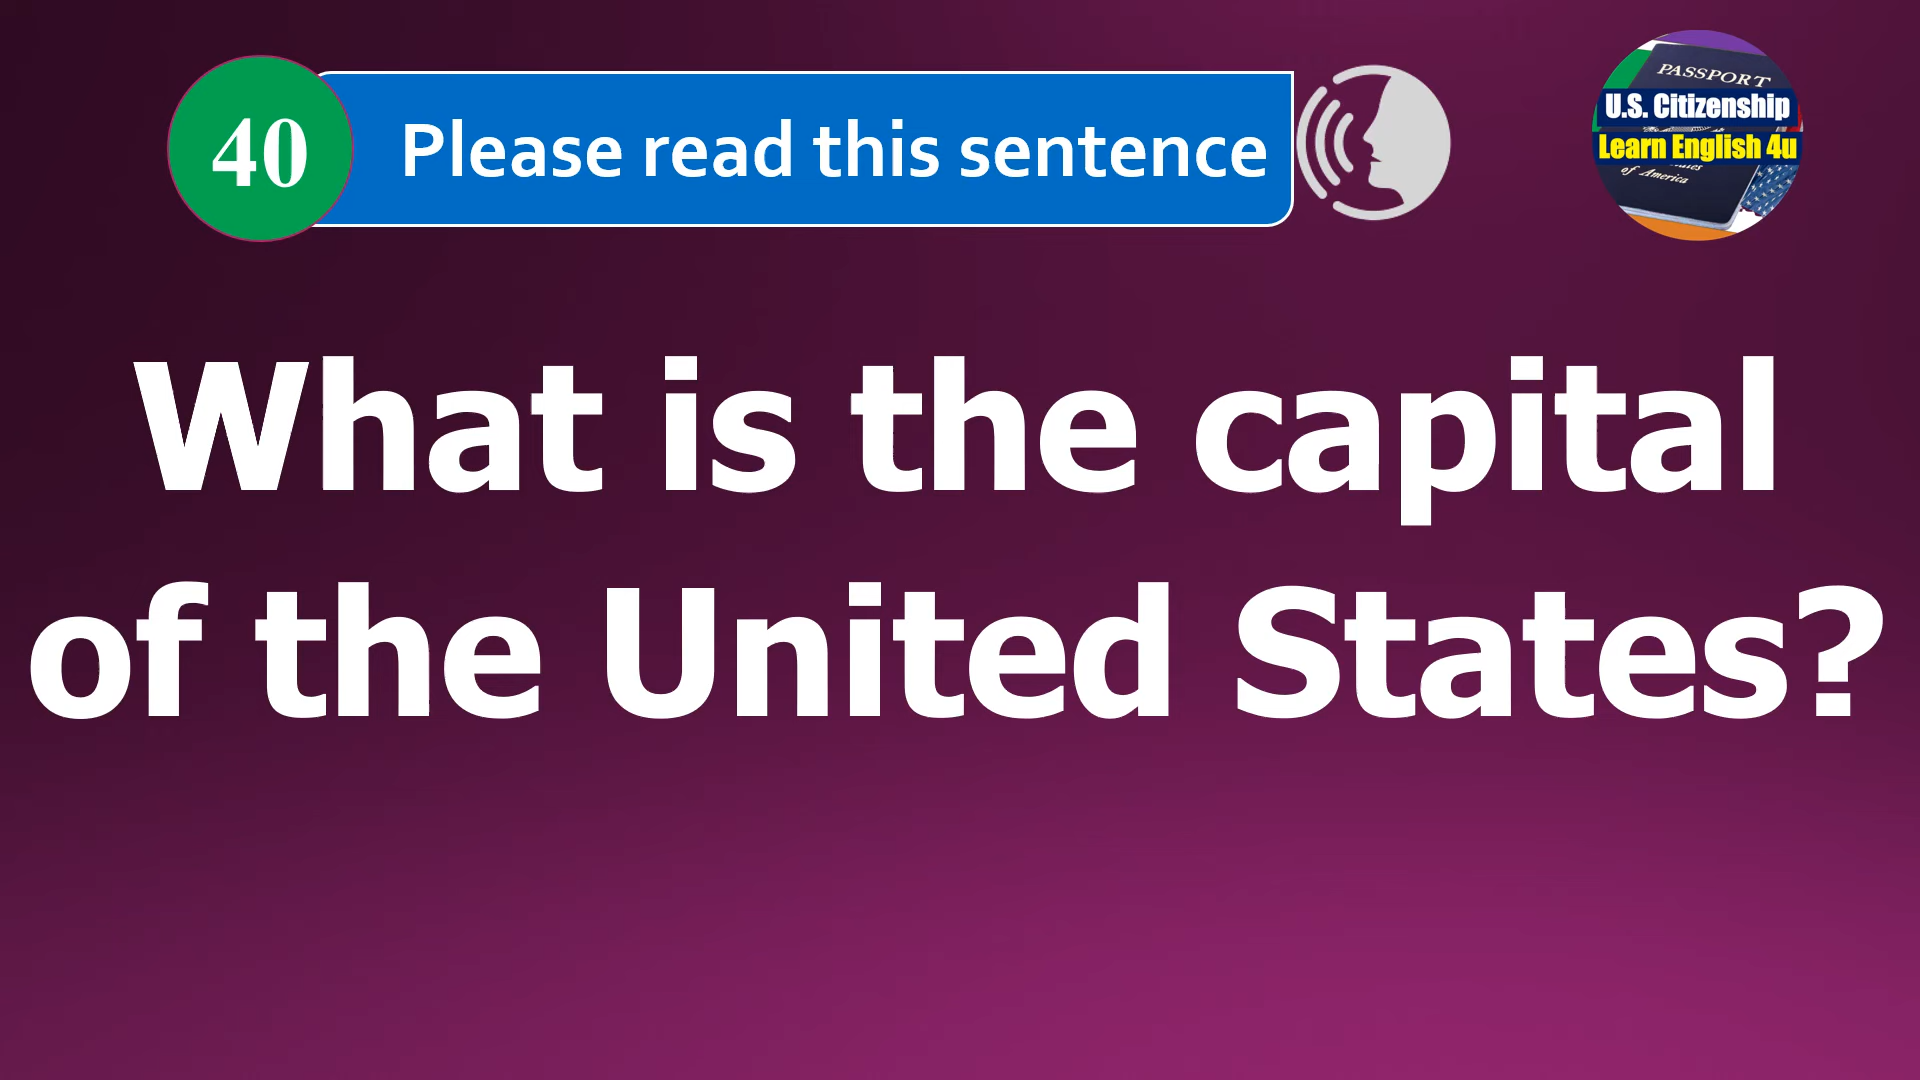 40
Please read this sentence
PASSPORT
U.S. Citizenship
Learn English 4u
of America
What is the capital
of the United States?